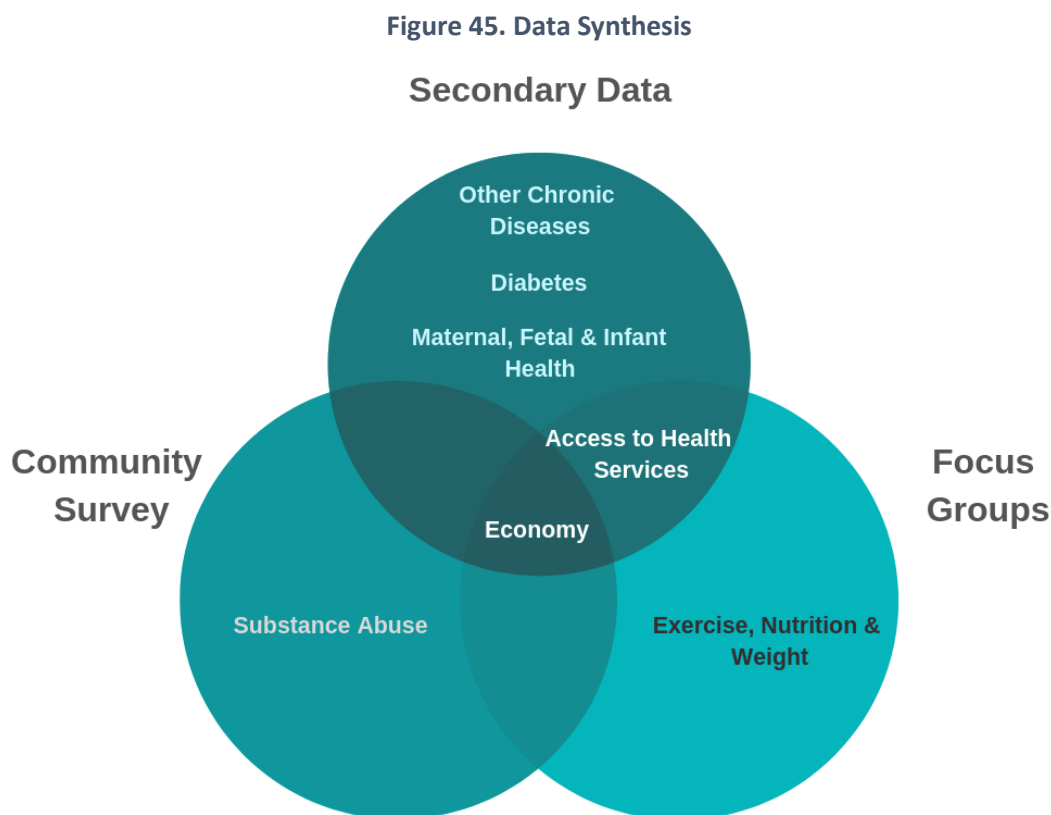 Figure 45. Data Synthesis
Secondary Data
Other Chronic
Diseases
Diabetes
Maternal, Fetal & Infant
Health
Access to Health
Services
Community
Survey
Focus
Groups
Economy
Substance Abuse
Exercise, Nutrition &
Weight